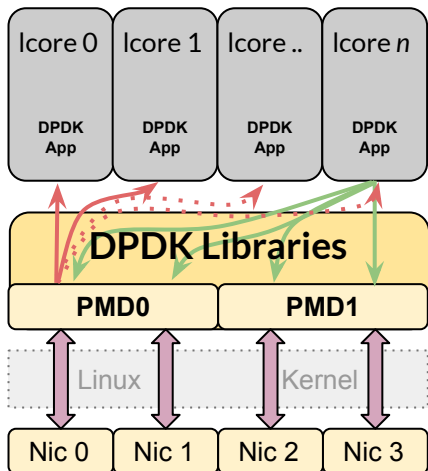 lcore 0 lcore 1 lcore .. lcore n
DPDK DPDK DPDK DPDK
App App App App
DPDK Libraries
PMD0 PMD1
Linux Kernel
Nic 0 Nic 1 Nic 2 Nic 3